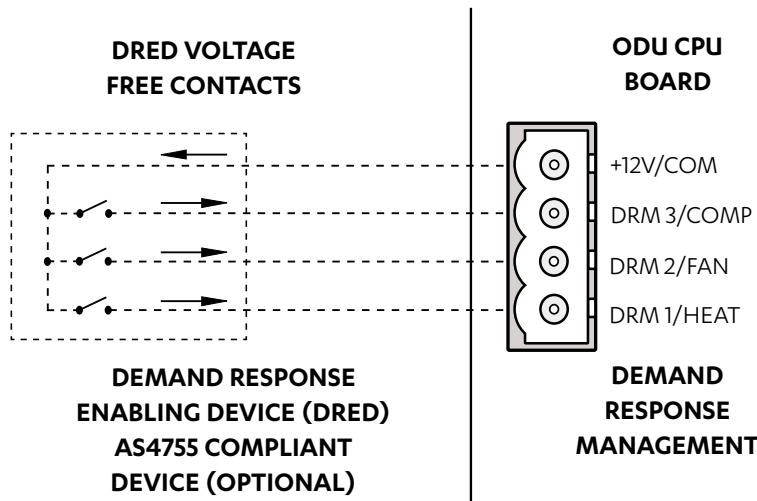 DRED VOLTAGE
FREE CONTACTS
ODU CPU
BOARD
+12V/COM
DRM 3/COMP
DRM 2/FAN
DRM 1/HEAT
DEMAND RESPONSE
ENABLING DEVICE (DRED)
AS4755 COMPLIANT
DEVICE (OPTIONAL)
DEMAND
RESPONSE
MANAGEMENT